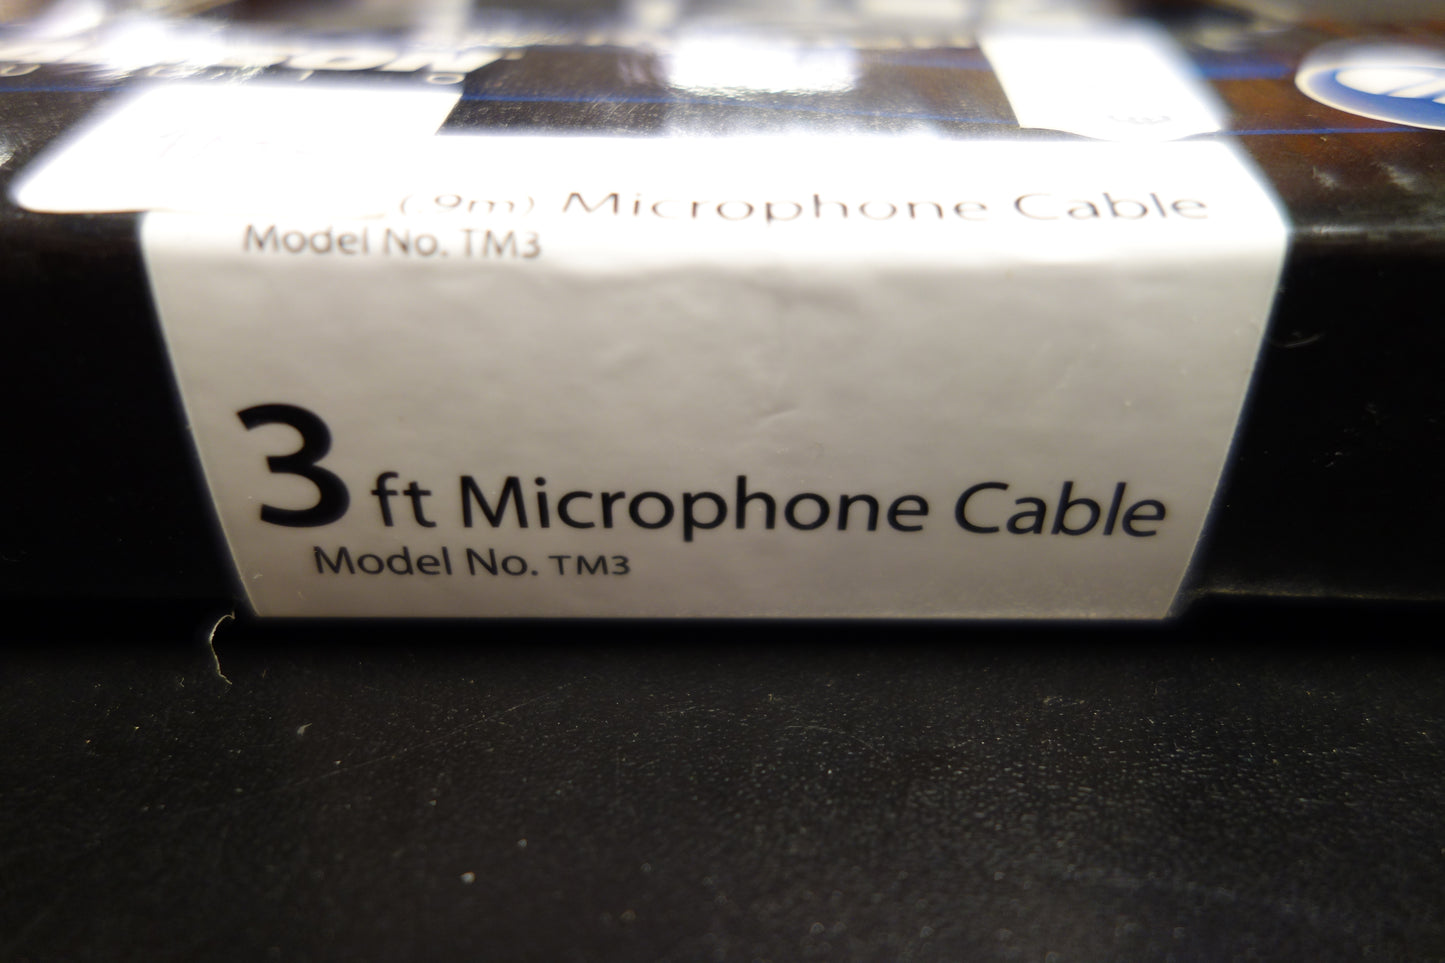 (.9m) Microphone Cable
Model No. TM3
3 ft Microphone Cable
Model No. TM3